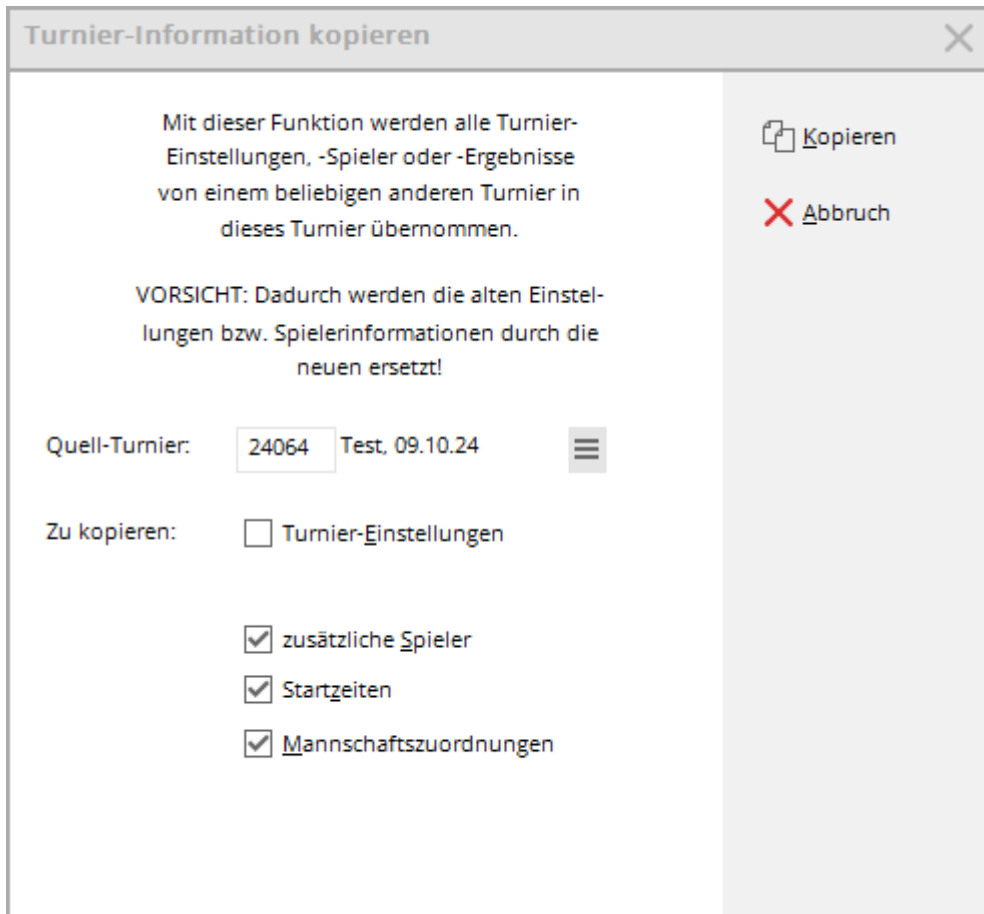 Turnier-Information kopieren
Mit dieser Funktion werden alle Turnier-
Einstellungen, -Spieler oder -Ergebnisse
von einem beliebigen anderen Turnier in
dieses Turnier übernommen.
VORSICHT: Dadurch werden die alten Einstel-
lungen bzw. Spielerinformationen durch die
neuen ersetzt!
Quell-Turnier: 24064 Test, 09.10.24
Zu kopieren: Turnier-Einstellungen
zusätzliche Spieler
Startzeiten
Mannschaftszuordnungen
Kopieren
Abbruch